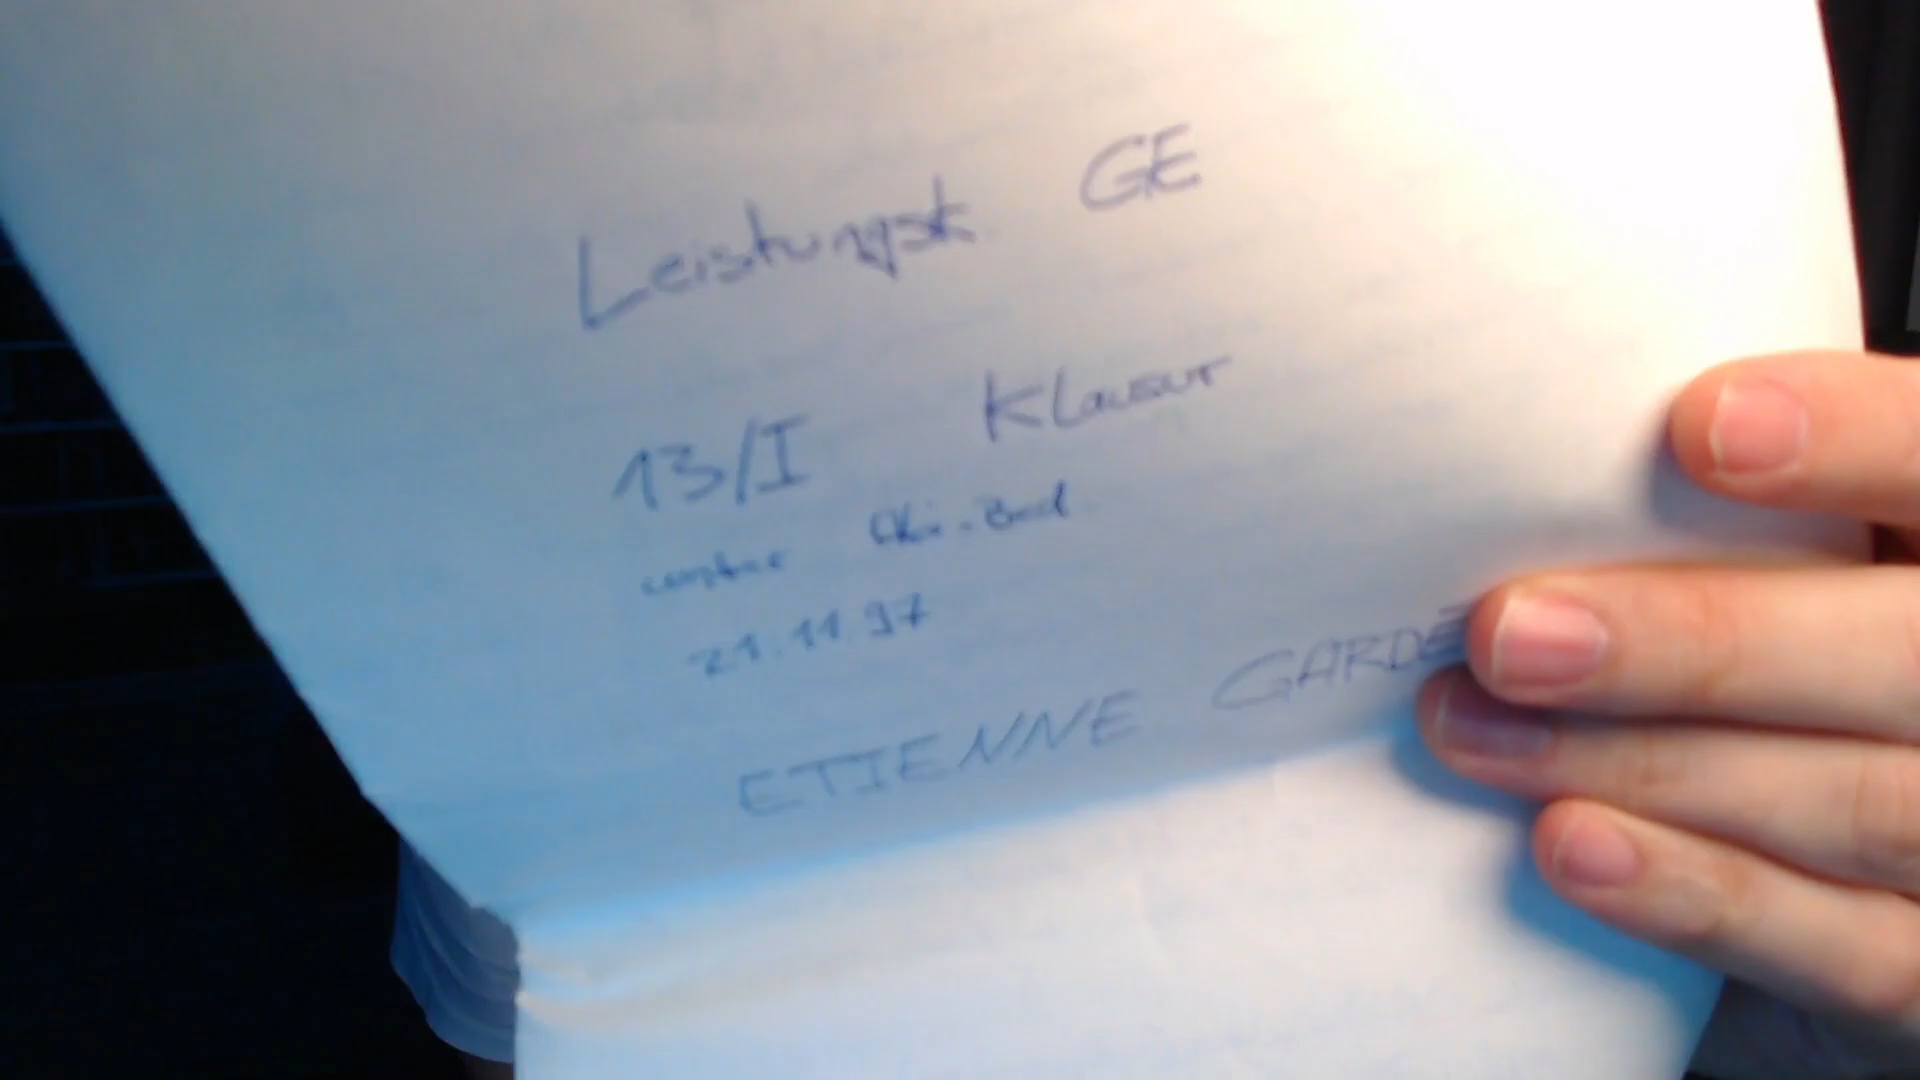 Leistungsk GE
13/I Klausur
21.11.97
ETIENNE GARDE